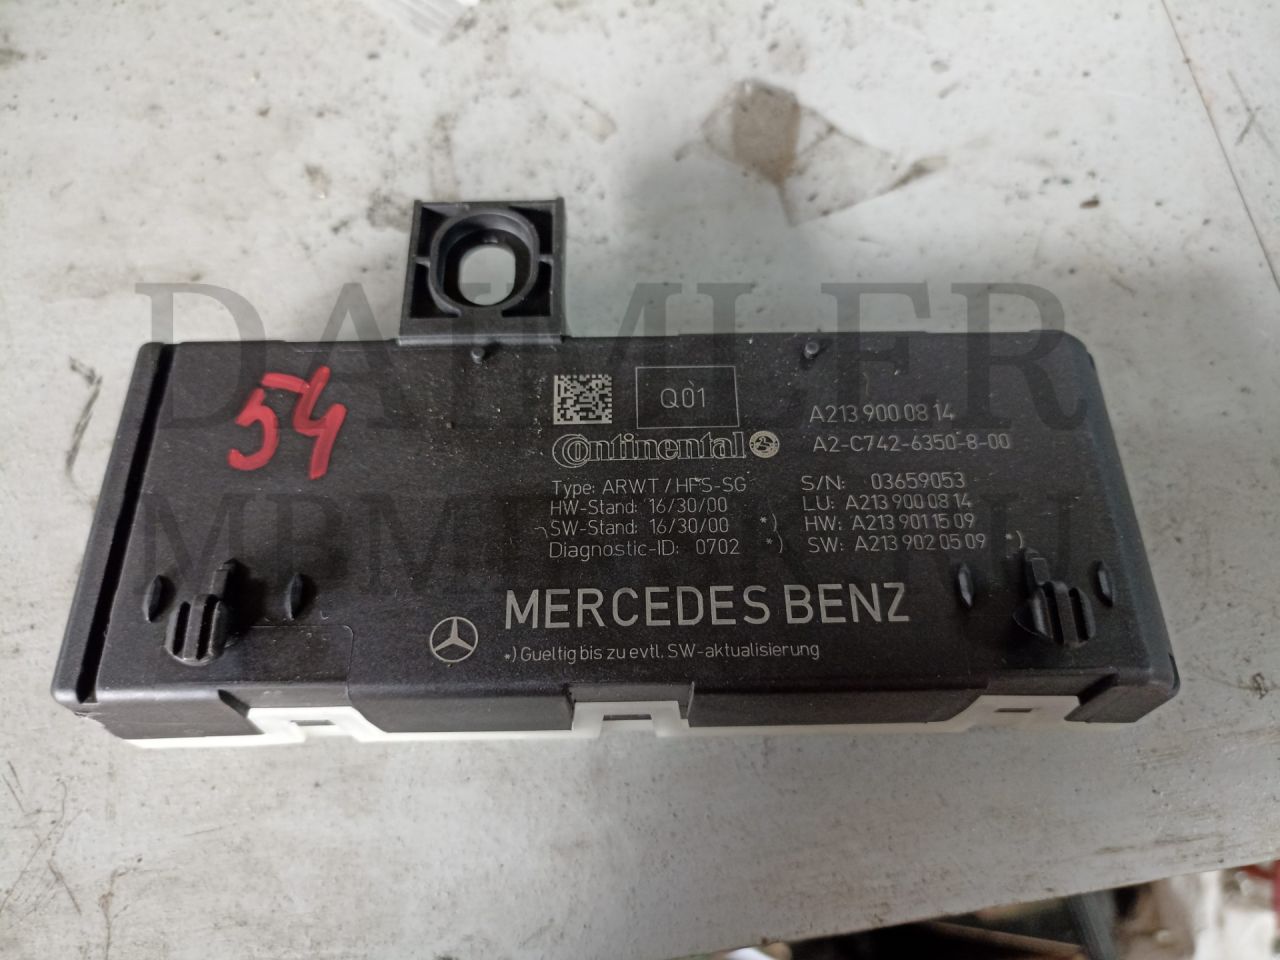 DAIMLER
54
Q01
Continental
A213 900 08 14
A2-C742-6350-8-00
Type: ARWT/HFS-SG
HW-Stand: 16/30/00
SW-Stand: 16/30/00 *)
Diagnostic-ID: 0702 *)
S/N: 03659053
LU: A213 900 08 14
HW: A213 901 15 09
SW: A213 902 05 09 *)
MERCEDES BENZ
*) Gueltig bis zu evtl. SW-aktualisierung